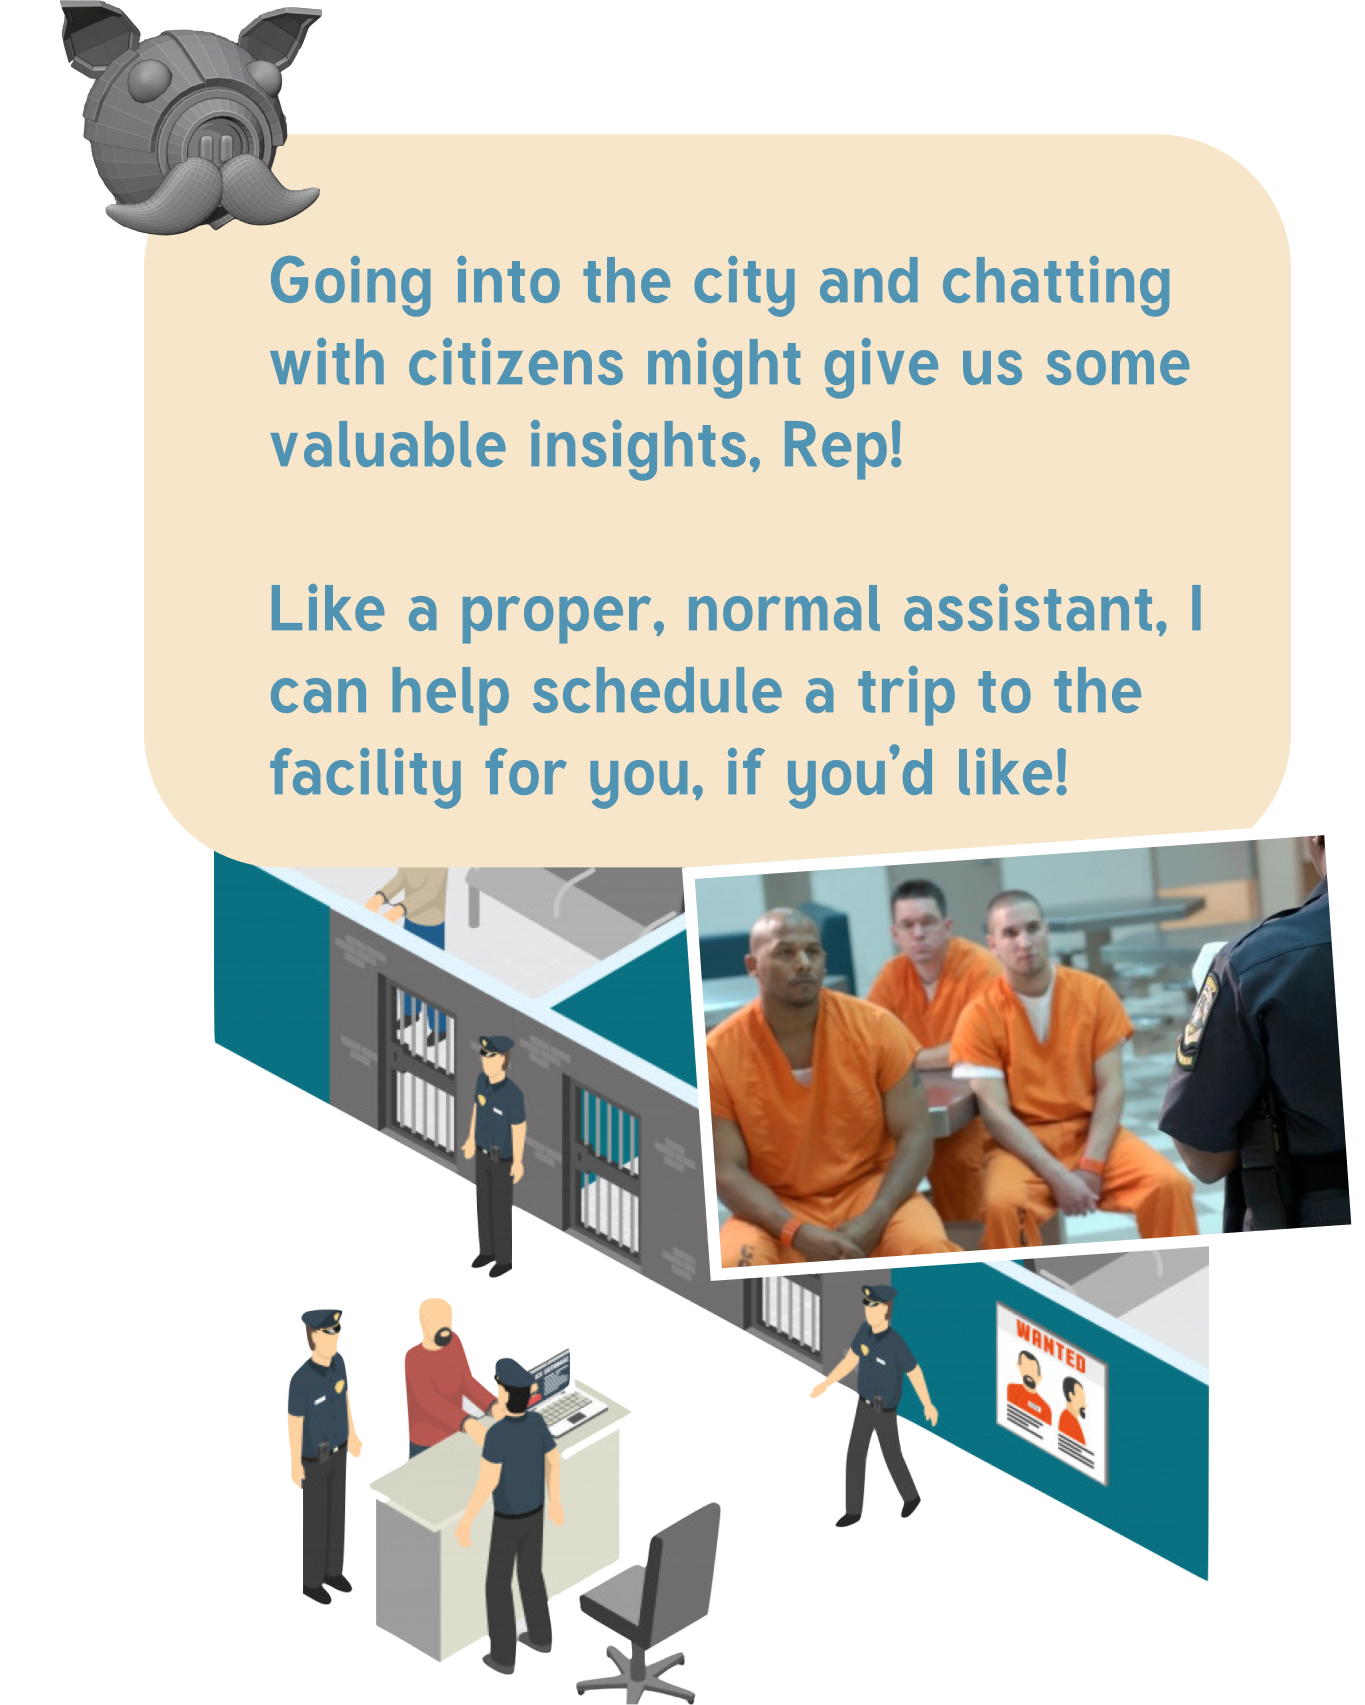 Going into the city and chatting
with citizens might give us some
valuable insights, Rep!
Like a proper, normal assistant, I
can help schedule a trip to the
facility for you, if you’d like!
WANTED